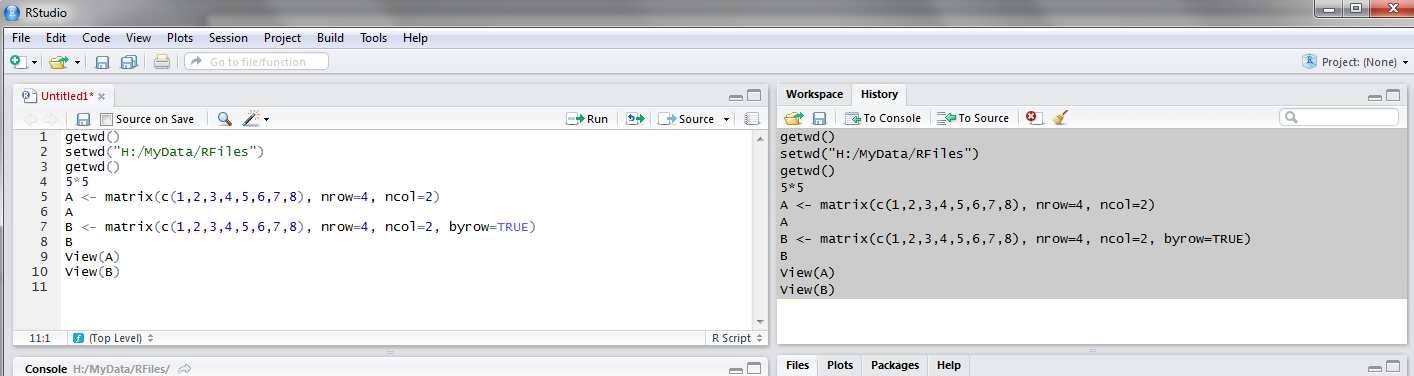 RStudio
File Edit Code View Plots Session Project Build Tools Help
Go to file/function
Project: (None)
Untitled1*
Source on Save
Run
Source
1 getwd()
2 setwd("H:/MyData/RFiles")
3 getwd()
4 5*5
5 A <- matrix(c(1,2,3,4,5,6,7,8), nrow=4, ncol=2)
6 A
7 B <- matrix(c(1,2,3,4,5,6,7,8), nrow=4, ncol=2, byrow=TRUE)
8 B
9 View(A)
10 View(B)
11
11:1 (Top Level) R Script
Console H:/MyData/RFiles/
Workspace History
To Console To Source
getwd()
setwd("H:/MyData/RFiles")
getwd()
5*5
A <- matrix(c(1,2,3,4,5,6,7,8), nrow=4, ncol=2)
A
B <- matrix(c(1,2,3,4,5,6,7,8), nrow=4, ncol=2, byrow=TRUE)
B
View(A)
View(B)
Files Plots Packages Help